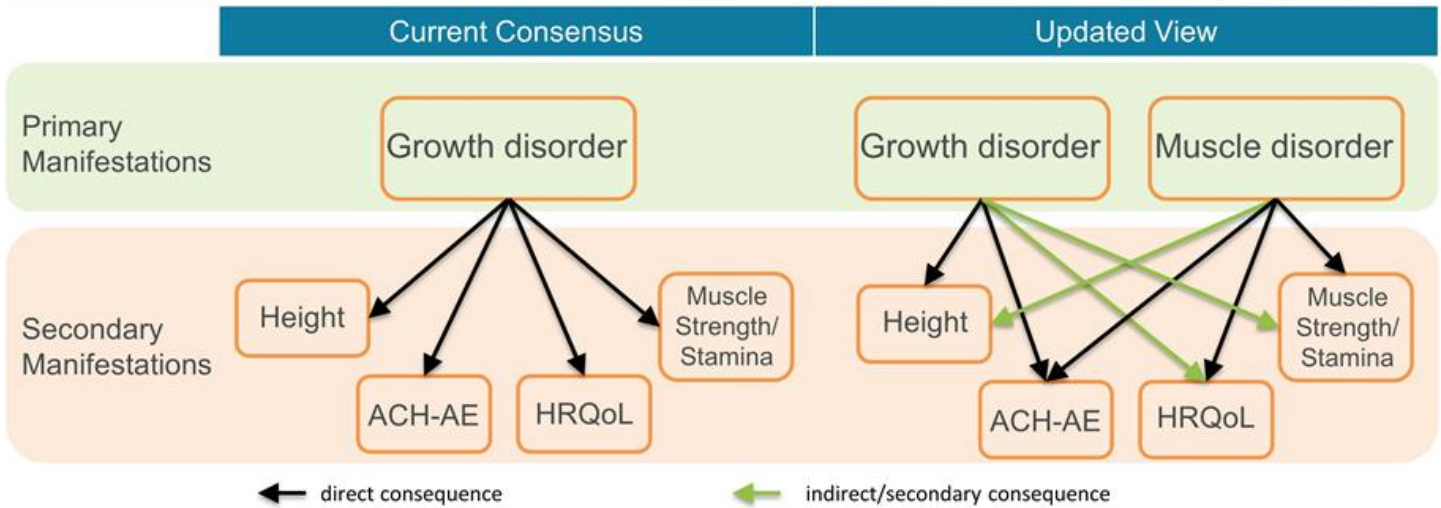 Current Consensus
Updated View
Primary
Manifestations
Growth disorder
Growth disorder
Muscle disorder
Secondary
Manifestations
Height
ACH-AE
HRQoL
Muscle
Strength/
Stamina
Height
ACH-AE
HRQoL
Muscle
Strength/
Stamina
direct consequence
indirect/secondary consequence